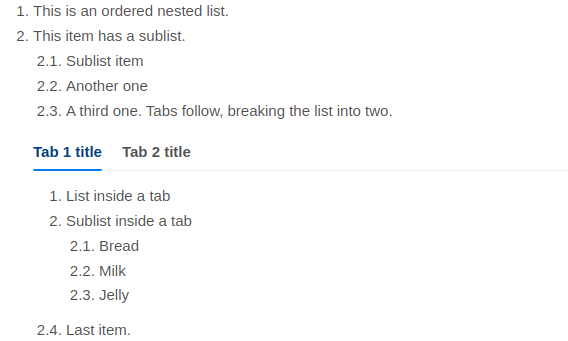 1. This is an ordered nested list.
2. This item has a sublist.
2.1. Sublist item
2.2. Another one
2.3. A third one. Tabs follow, breaking the list into two.
Tab 1 title Tab 2 title
1. List inside a tab
2. Sublist inside a tab
2.1. Bread
2.2. Milk
2.3. Jelly
2.4. Last item.